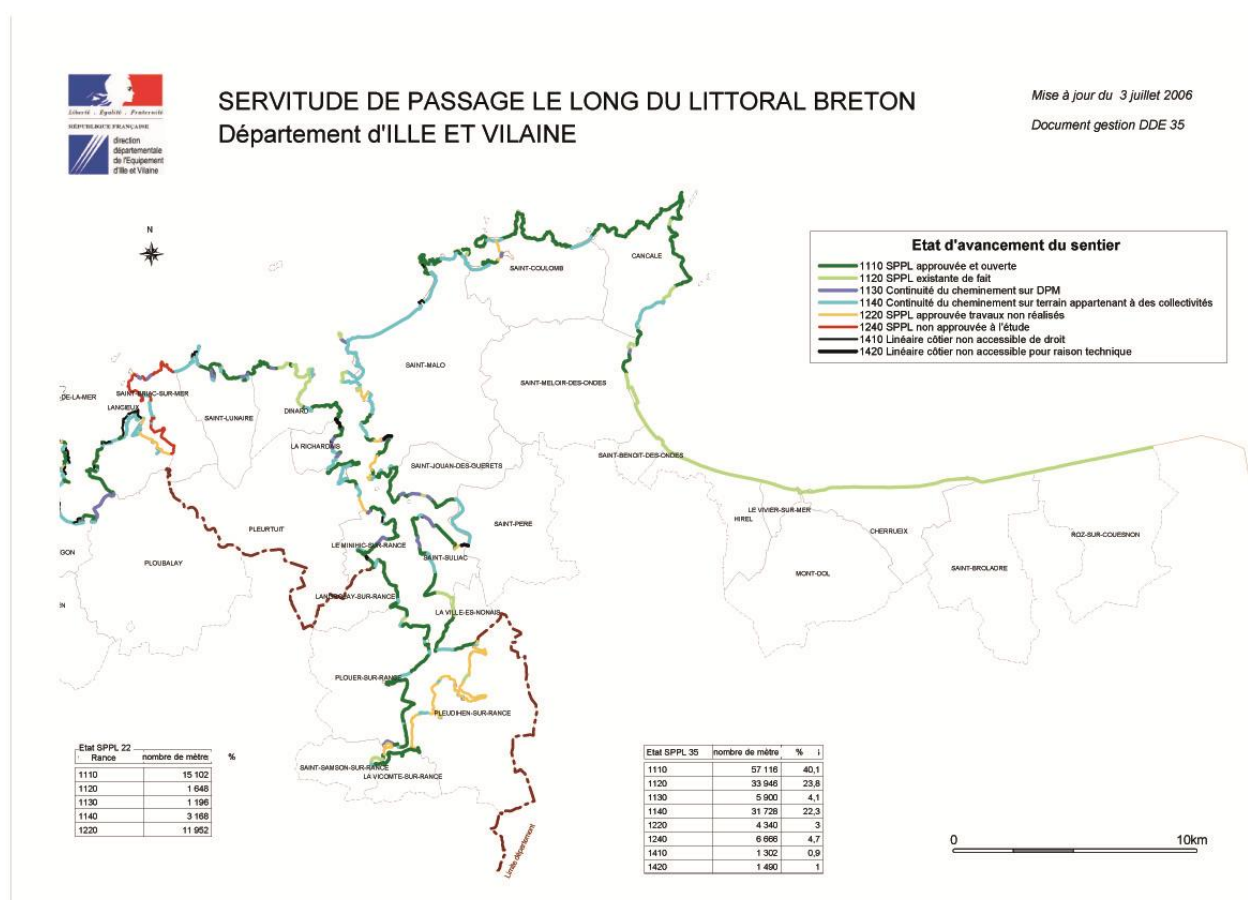 Liberté • Égalité • Fraternité
RÉPUBLIQUE FRANÇAISE
direction
départementale
de l'Equipement
d'Ille et Vilaine
SERVITUDE DE PASSAGE LE LONG DU LITTORAL BRETON
Département d'ILLE ET VILAINE
Mise à jour du 3 juillet 2006
Document gestion DDE 35
N
Etat d'avancement du sentier
1110 SPPL approuvée et ouverte
1120 SPPL existante de fait
1130 Continuité du cheminement sur DPM
1140 Continuité du cheminement sur terrain appartenant à des collectivités
1220 SPPL approuvée travaux non réalisés
1240 SPPL non approuvée à l'étude
1410 Linéaire côtier non accessible de droit
1420 Linéaire côtier non accessible pour raison technique
CANCALE
SAINT-COULOMB
SAINT-MALO
SAINT-MELOIR-DES-ONDES
DE-LA-MER
SAINT-BRIAC-SUR-MER
LANCIEUX
SAINT-LUNAIRE
DINARD
LA RICHARDAIS
SAINT-JOUAN-DES-GUERETS
SAINT-BENOIT-DES-ONDES
LE VIVIER-SUR-MER
HIREL
CHERRUEIX
ROZ-SUR-COUESNON
SAINT-BROLADRE
MONT-DOL
PLEURTUIT
SAINT-PERE
LE MINIHIC-SUR-RANCE
SAINT-SULIAC
GON
PLOUBALAY
EN
LANGROLAY-SUR-RANCE
LA VILLE-ES-NONAIS
PLOUER-SUR-RANCE
PLEUDIHEN-SUR-RANCE
SAINT-SAMSON-SUR-RANCE
LA VICOMTE-SUR-RANCE
Limite département
Etat SPPL 22
Rance nombre de mètre %
1110 15 102
1120 1 648
1130 1 196
1140 3 168
1220 11 952
Etat SPPL 35 nombre de mètre %
1110 57 116 40,1
1120 33 946 23,8
1130 5 900 4,1
1140 31 728 22,3
1220 4 340 3
1240 6 666 4,7
1410 1 302 0,9
1420 1 490 1
0 10km